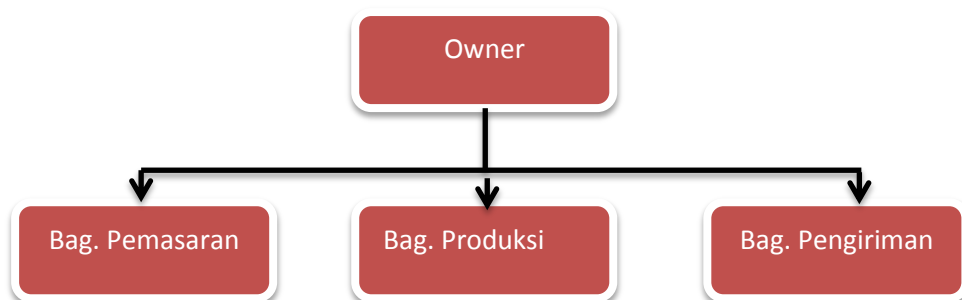 Owner
Bag. Pemasaran
Bag. Produksi
Bag. Pengiriman